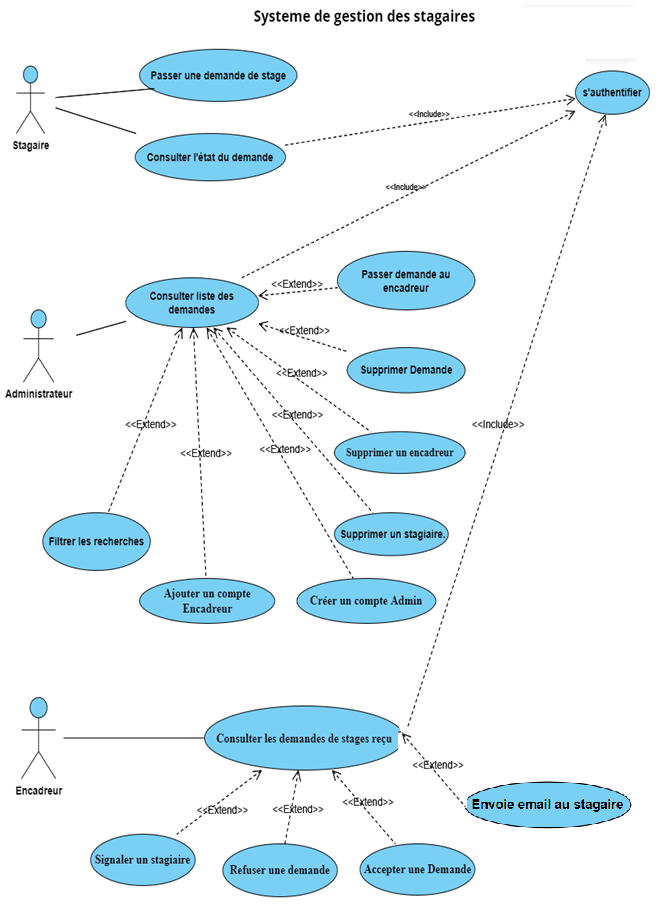 Systeme de gestion des stagaires
Passer une demande de stage
s'authentifier
<<Include>>
Stagaire
Consulter l'état du demande
<<Include>>
Passer demande au
encadreur
<<Extend>>
Consulter liste des
demandes
<<Extend>>
Supprimer Demande
Administrateur
<<Extend>>
<<Extend>>
<<Extend>>
<<Include>>
<<Extend>>
<<Extend>>
Supprimer un encadreur
Filtrer les recherches
Supprimer un stagiaire.
Ajouter un compte
Encadreur
Créer un compte Admin
Consulter les demandes de stages reçu
Encadreur
<<Extend>>
Envoie email au stagaire
<<Extend>>
<<Extend>>
<<Extend>>
Signaler un stagiaire
Refuser une demande
Accepter une Demande